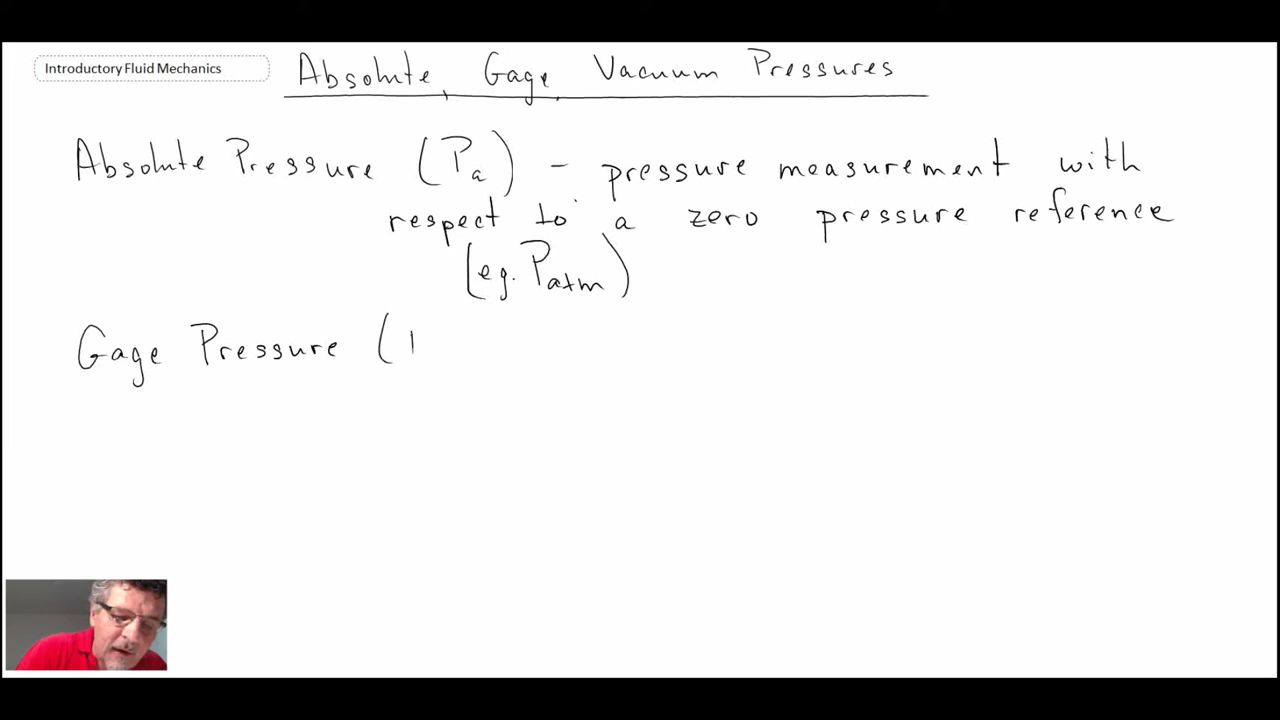 Introductory Fluid Mechanics
Absolute, Gage, Vacuum Pressures
Absolute Pressure (Pa) - pressure measurement with
respect to a zero pressure reference
(eg. Patm)
Gage Pressure (